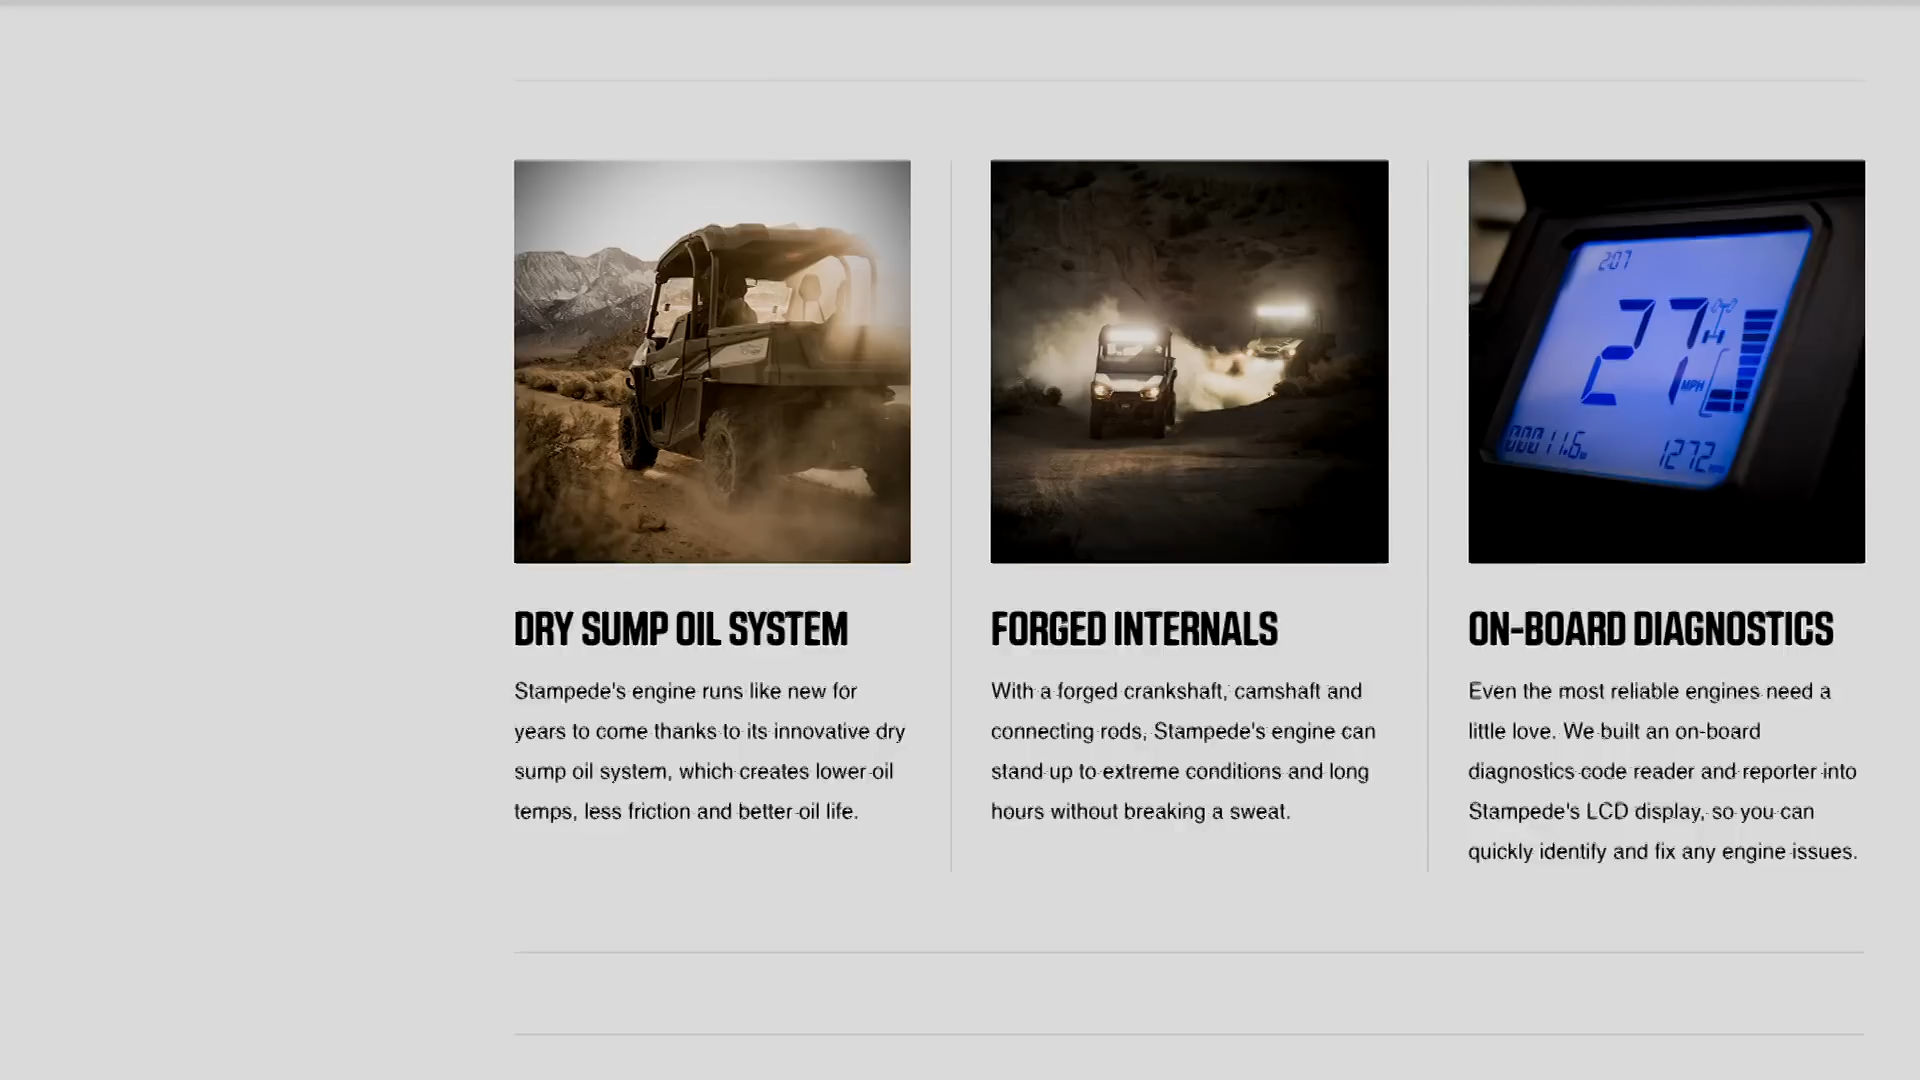 2:07
27
MPH
00011.6
1272
DRY SUMP OIL SYSTEM
Stampede's engine runs like new for
years to come thanks to its innovative dry
sump oil system, which creates lower oil
temps, less friction and better oil life.
FORGED INTERNALS
With a forged crankshaft, camshaft and
connecting rods, Stampede's engine can
stand up to extreme conditions and long
hours without breaking a sweat.
ON-BOARD DIAGNOSTICS
Even the most reliable engines need a
little love. We built an on-board
diagnostics code reader and reporter into
Stampede's LCD display, so you can
quickly identify and fix any engine issues.